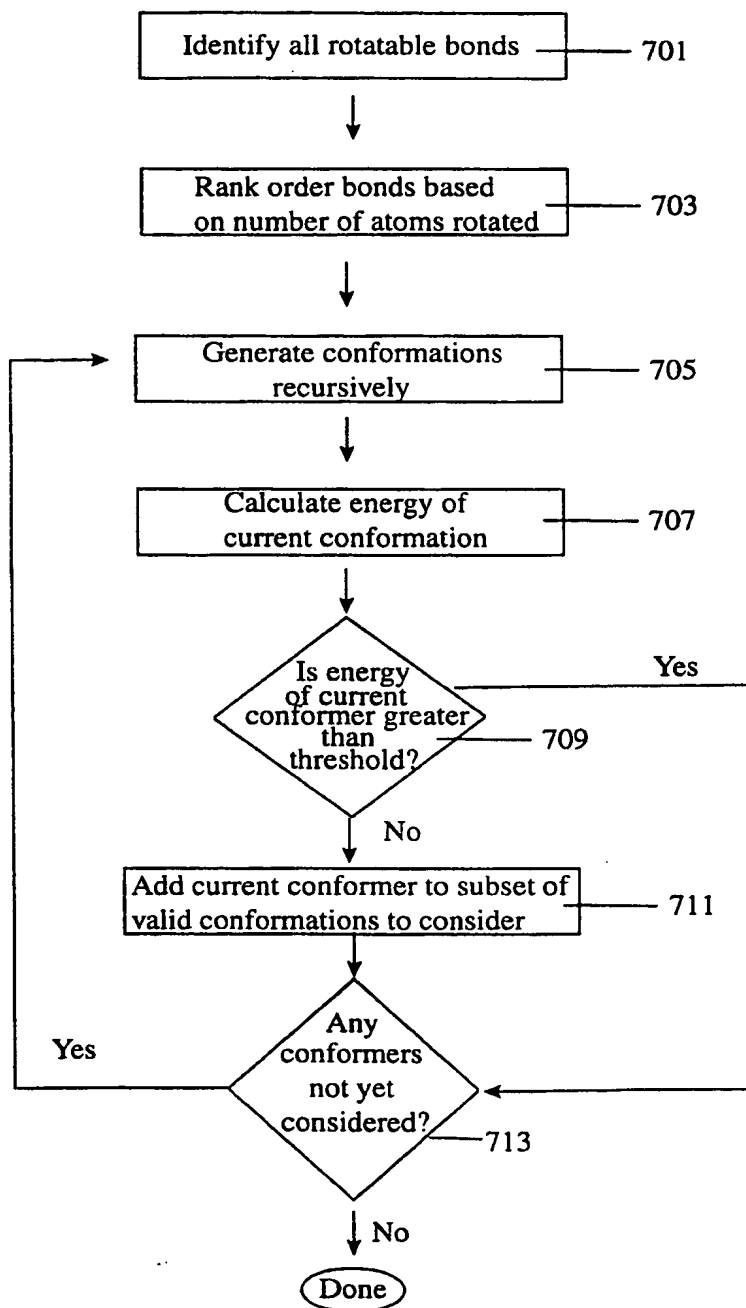 Identify all rotatable bonds
701
Rank order bonds based
on number of atoms rotated
703
Generate conformations
recursively
705
Calculate energy of
current conformation
707
Is energy
of current
conformer greater
than
threshold?
709
Yes
No
Add current conformer to subset of
valid conformations to consider
711
Any
conformers
not yet
considered?
713
Yes
No
Done